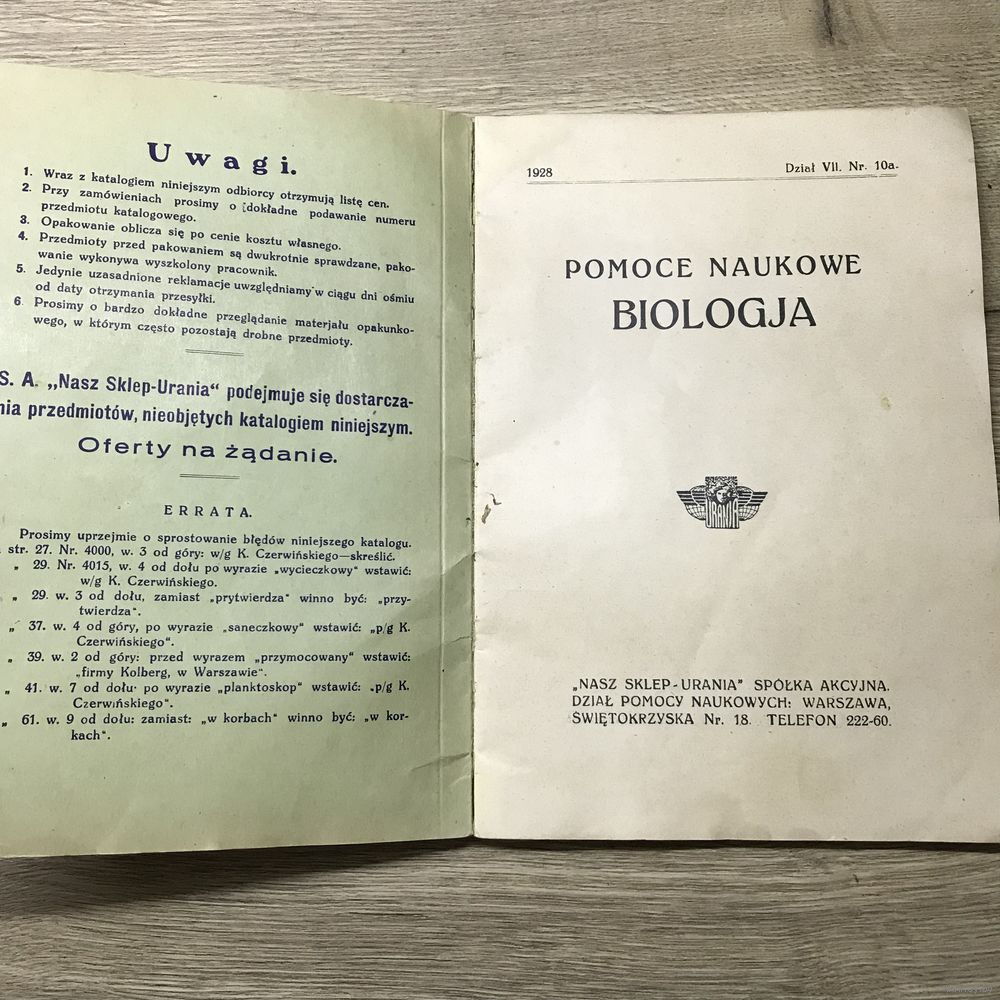 Uwagi.
1. Wraz z katalogiem niniejszym odbiorcy otrzymują listę cen.
2. Przy zamówieniach prosimy o dokładne podawanie numeru
przedmiotu katalogowego.
3. Opakowanie oblicza się po cenie kosztu własnego.
4. Przedmioty przed pakowaniem są dwukrotnie sprawdzane, pako-
wanie wykonywa wyszkolony pracownik.
5. Jedynie uzasadnione reklamacje uwzględniamy w ciągu dni ośmiu
od daty otrzymania przesyłki.
6. Prosimy o bardzo dokładne przeglądanie materjału opakunko-
wego, w którym często pozostają drobne przedmioty.
S. A. „Nasz Sklep-Urania“ podejmuje się dostarcza-
nia przedmiotów, nieobjętych katalogiem niniejszym.
Oferty na żądanie.
ERRATA.
Prosimy uprzejmie o sprostowanie błędów niniejszego katalogu.
str. 27. Nr. 4000, w. 3 od góry: w/g K. Czerwińskiego—skreślić.
„ 29. Nr. 4015, w. 4 od dołu po wyrazie „wycieczkowy“ wstawić:
w/g K. Czerwińskiego.
„ 29. w. 3 od dołu, zamiast „prytwierdza“ winno być: „przy-
twierdza“.
„ 37. w. 4 od góry, po wyrazie „saneczkowy“ wstawić: „p/g K.
Czerwińskiego“.
„ 39. w. 2 od góry: przed wyrazem „przymocowany“ wstawić:
„firmy Kolberg, w Warszawie“.
„ 41. w. 7 od dołu po wyrazie „planktoskop“ wstawić: „p/g K.
Czerwińskiego“.
„ 61. w. 9 od dołu: zamiast: „w korbach“ winno być: „w kor-
kach“.
1928 Dział VII. Nr. 10a.
POMOCE NAUKOWE
BIOLOGJA
URANIA
„NASZ SKLEP-URANIA“ SPÓŁKA AKCYJNA.
DZIAŁ POMOCY NAUKOWYCH: WARSZAWA,
ŚWIĘTOKRZYSKA Nr. 18. TELEFON 222-60.